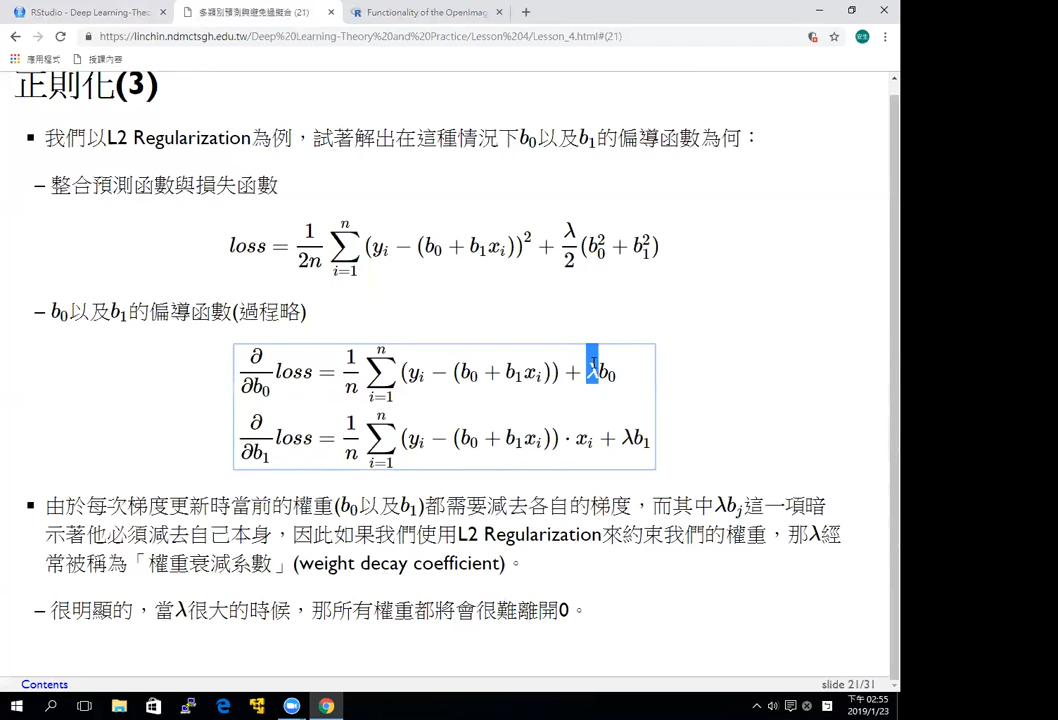 RStudio - Deep Learning-Theo
多類別預測與避免過擬合 (21)
Functionality of the OpenImag
https://linchin.ndmctsgh.edu.tw/Deep%20Learning-Theory%20and%20Practice/Lesson%204/Lesson_4.html#(21)
應用程式 授課內容
正則化(3)
我們以L2 Regularization為例，試著解出在這種情況下b₀以及b₁的偏導函數為何：
– 整合預測函數與損失函數
loss = \frac{1}{2n} \sum_{i=1}^{n} (y_i − (b_0 + b_1x_i))^2 + \frac{λ}{2}(b_0^2 + b_1^2)
– b₀以及b₁的偏導函數(過程略)
\frac{∂}{∂b_0} loss = \frac{1}{n} \sum_{i=1}^{n} (y_i − (b_0 + b_1x_i)) + λb_0
\frac{∂}{∂b_1} loss = \frac{1}{n} \sum_{i=1}^{n} (y_i − (b_0 + b_1x_i)) · x_i + λb_1
由於每次梯度更新時當前的權重(b₀以及b₁)都需要減去各自的梯度，而其中λbⱼ這一項暗
示著他必須減去自己本身，因此如果我們使用L2 Regularization來約束我們的權重，那λ經
常被稱為「權重衰減系數」(weight decay coefficient)。
– 很明顯的，當λ很大的時候，那所有權重都將會很難離開0。
Contents
slide 21/31
下午 02:55
2019/1/23